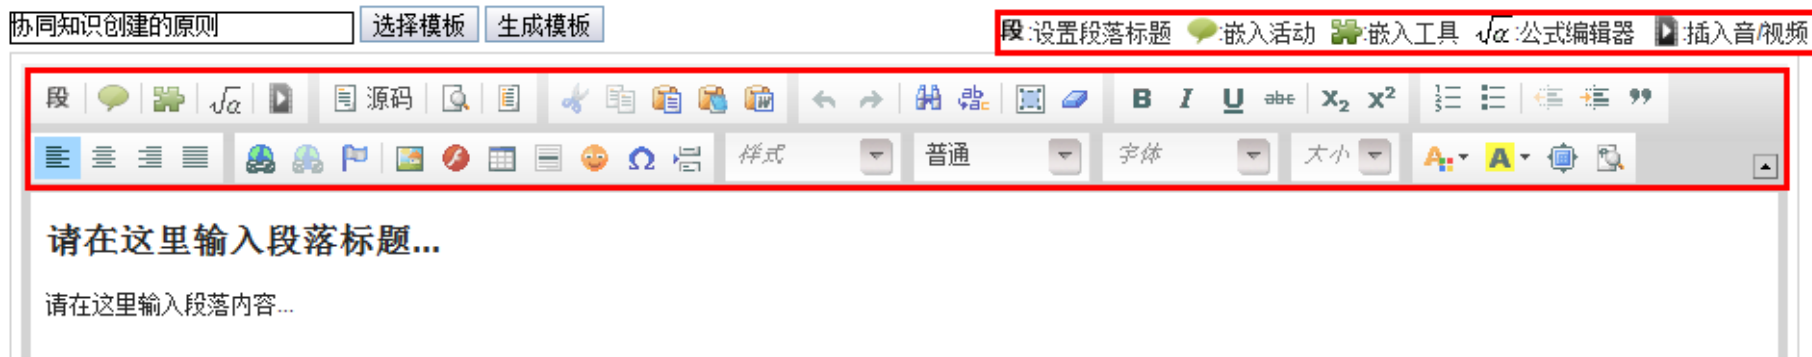 协同知识创建的原则 选择模板 生成模板 段:设置段落标题 :嵌入活动 :嵌入工具 √α:公式编辑器 :插入音/视频
段 √α 源码 B I U abc X₂ X²
Ω 样式 普通 字体 大小 A A
请在这里输入段落标题...
请在这里输入段落内容...